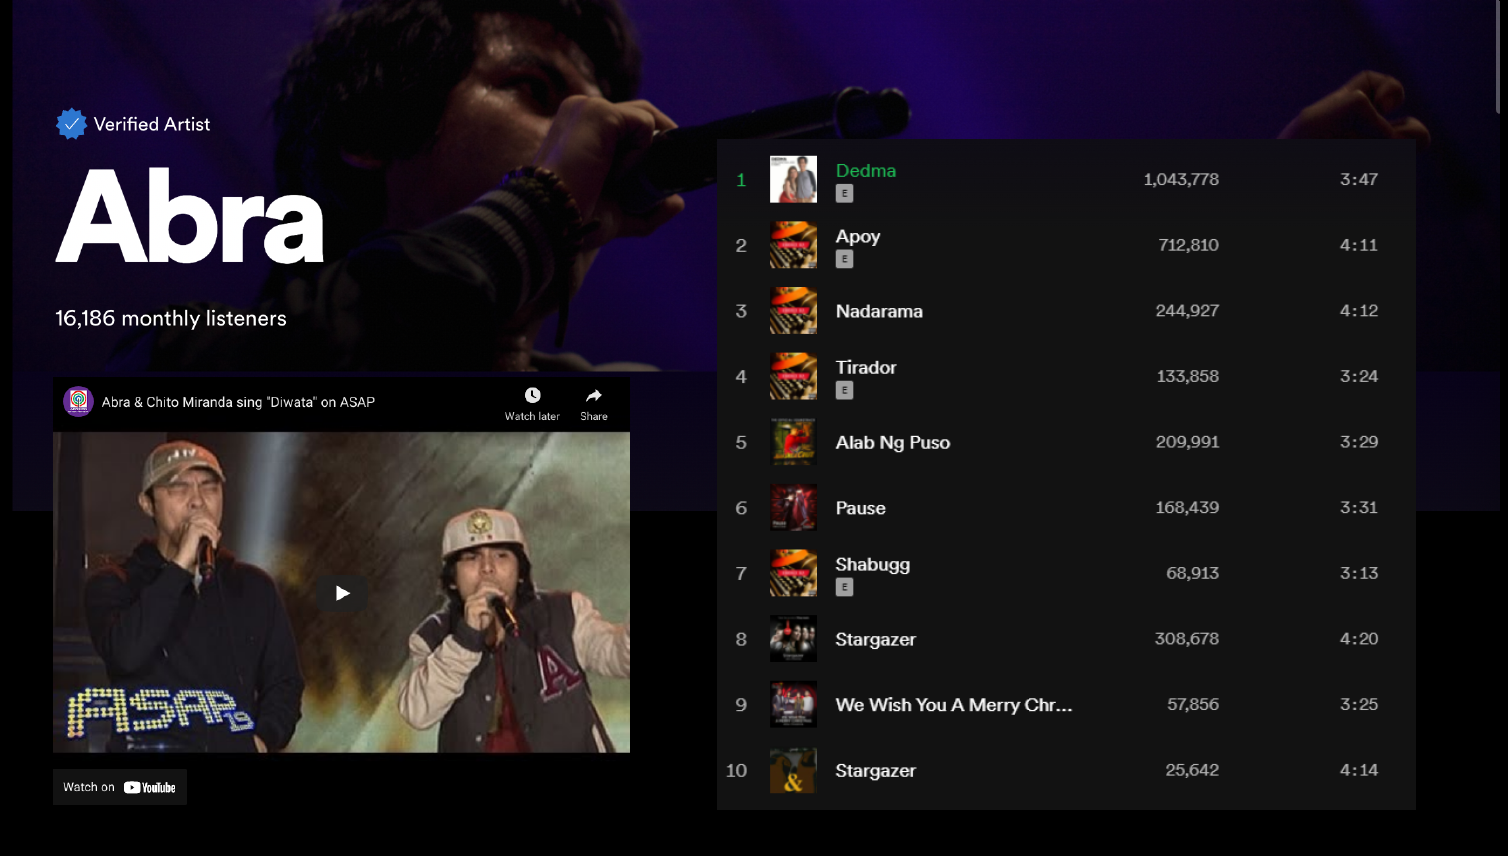 Verified Artist
Abra
16,186 monthly listeners
Abra & Chito Miranda sing "Diwata" on ASAP
Watch later
Share
A
ASAP 19
Watch on YouTube
1 Dedma 1,043,778 3:47
E
2 Apoy 712,810 4:11
E
3 Nadarama 244,927 4:12
4 Tirador 133,858 3:24
E
5 Alab Ng Puso 209,991 3:29
6 Pause 168,439 3:31
7 Shabugg 68,913 3:13
E
8 Stargazer 308,678 4:20
9 We Wish You A Merry Chr... 57,856 3:25
10 & Stargazer 25,642 4:14